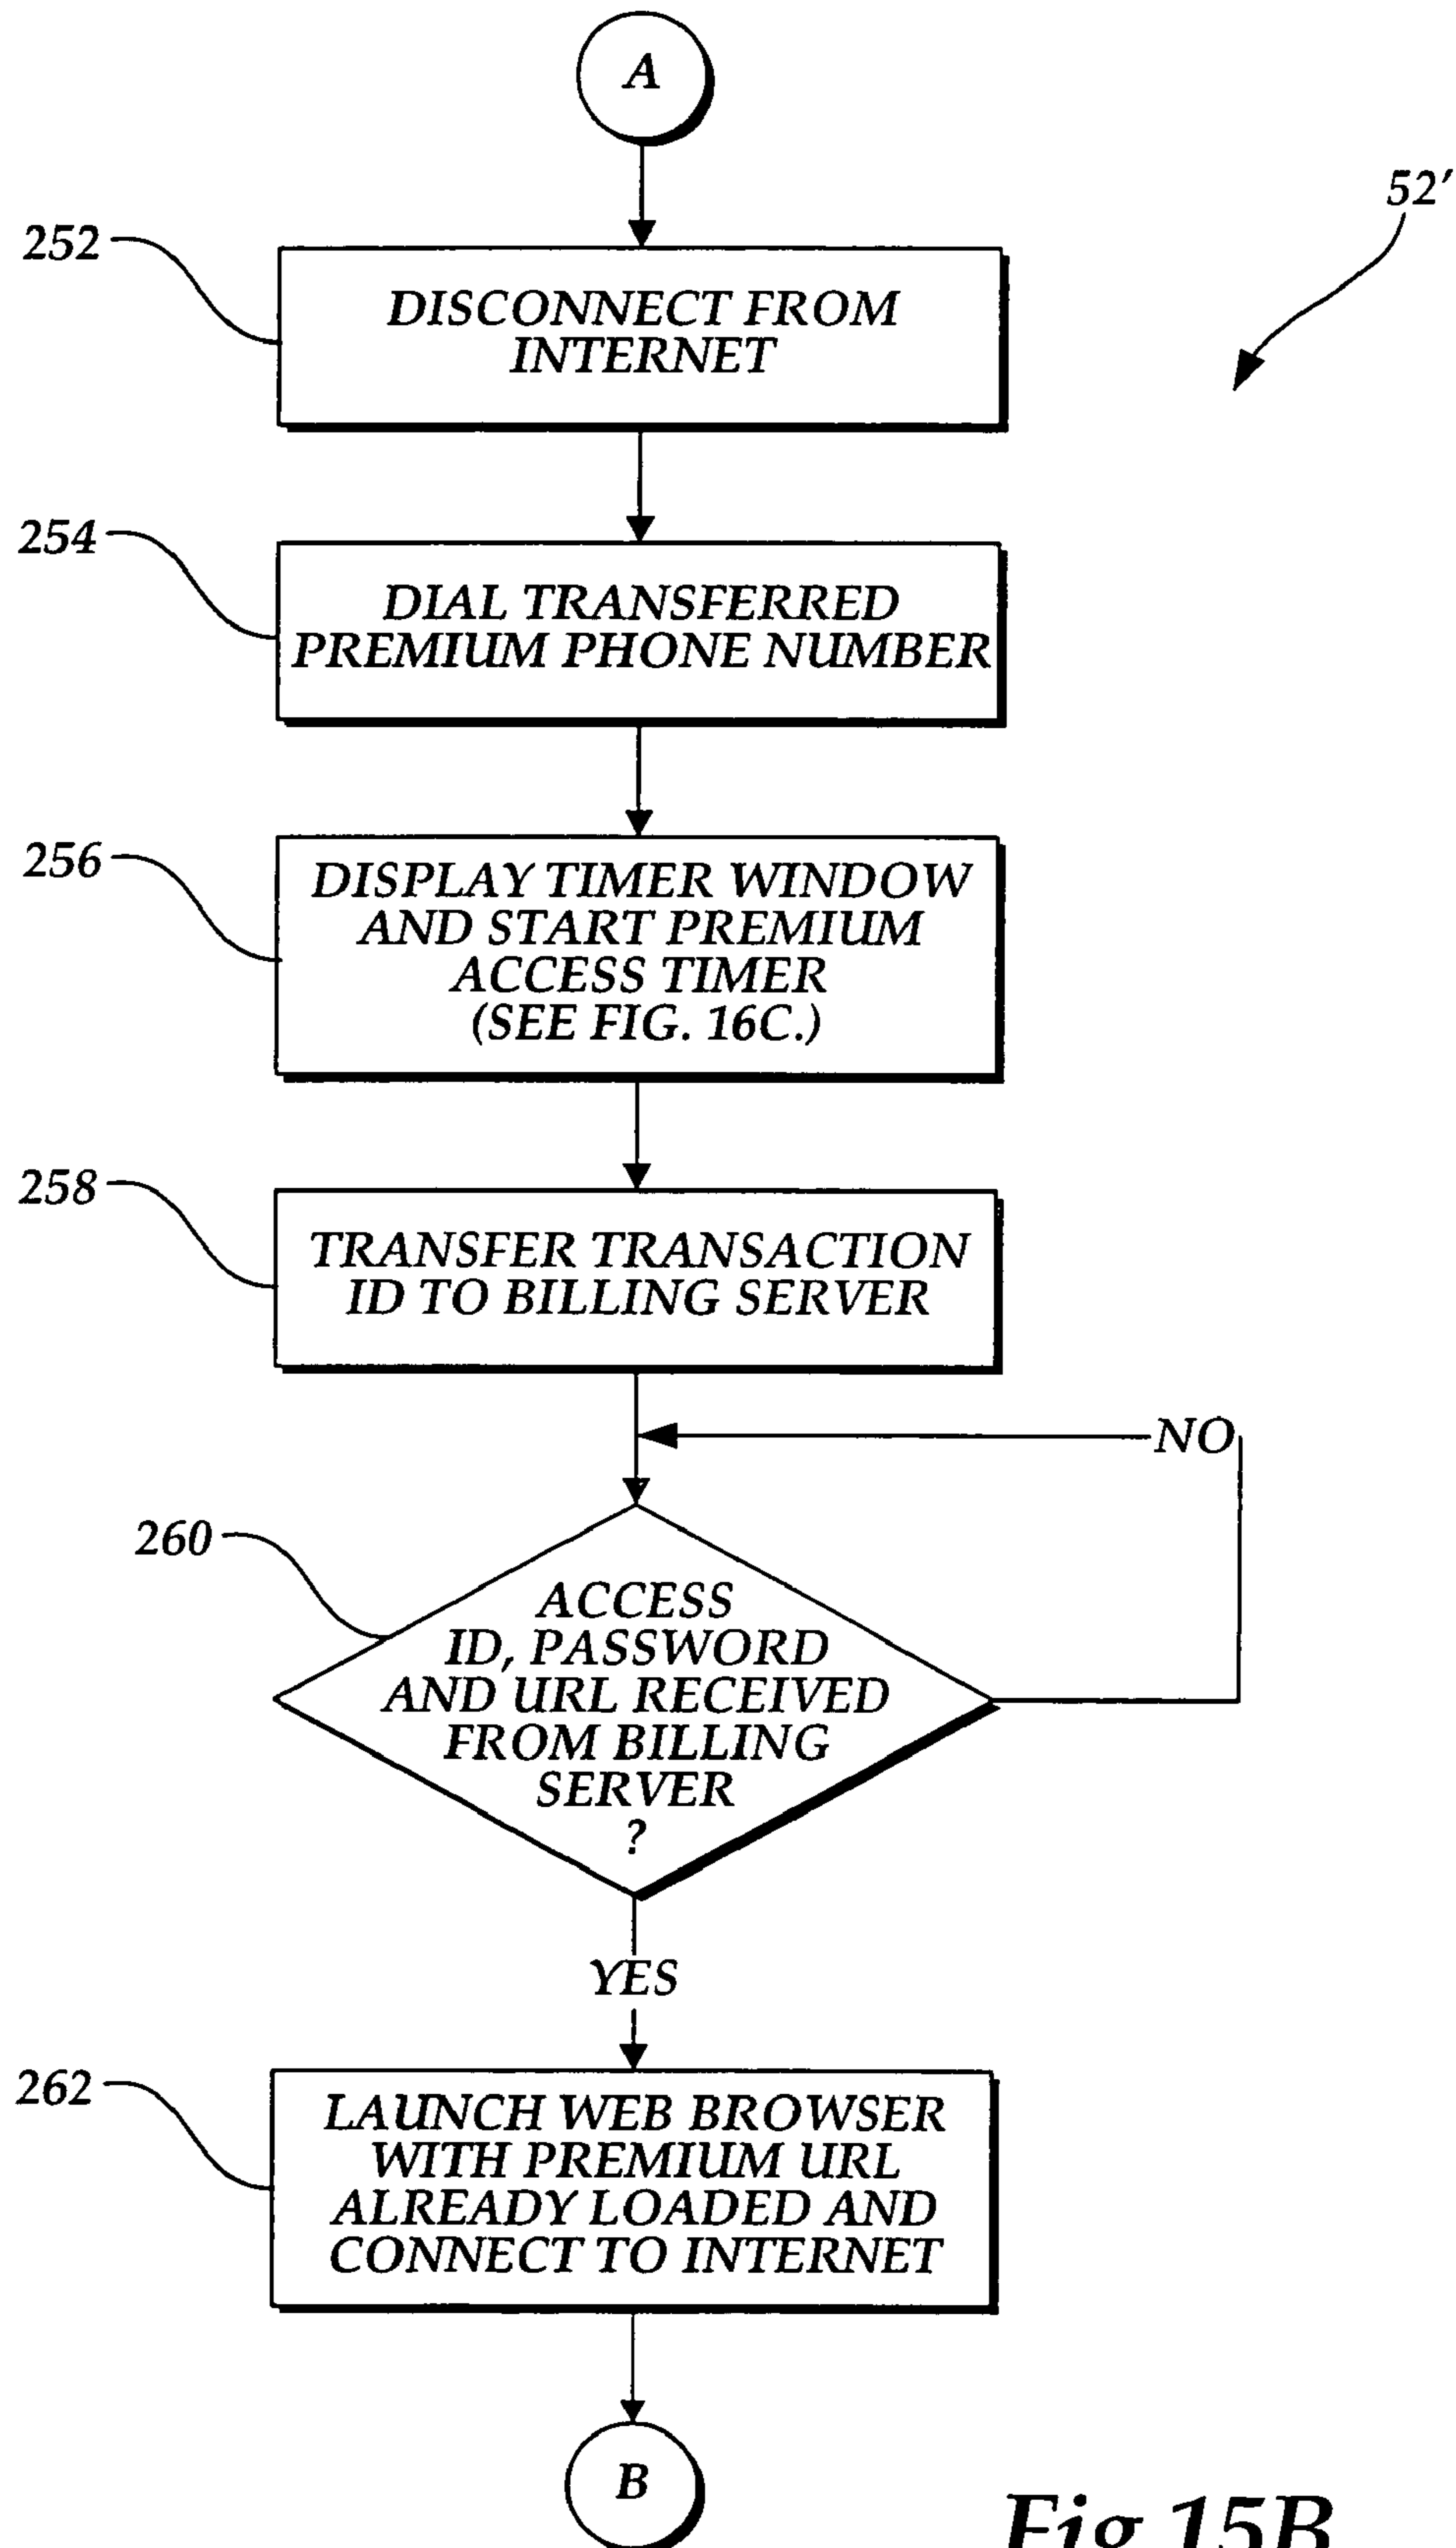 A
52'
252
DISCONNECT FROM
INTERNET
254
DIAL TRANSFERRED
PREMIUM PHONE NUMBER
256
DISPLAY TIMER WINDOW
AND START PREMIUM
ACCESS TIMER
(SEE FIG. 16C.)
258
TRANSFER TRANSACTION
ID TO BILLING SERVER
NO
260
ACCESS
ID, PASSWORD
AND URL RECEIVED
FROM BILLING
SERVER
?
YES
262
LAUNCH WEB BROWSER
WITH PREMIUM URL
ALREADY LOADED AND
CONNECT TO INTERNET
B
Fig. 15B